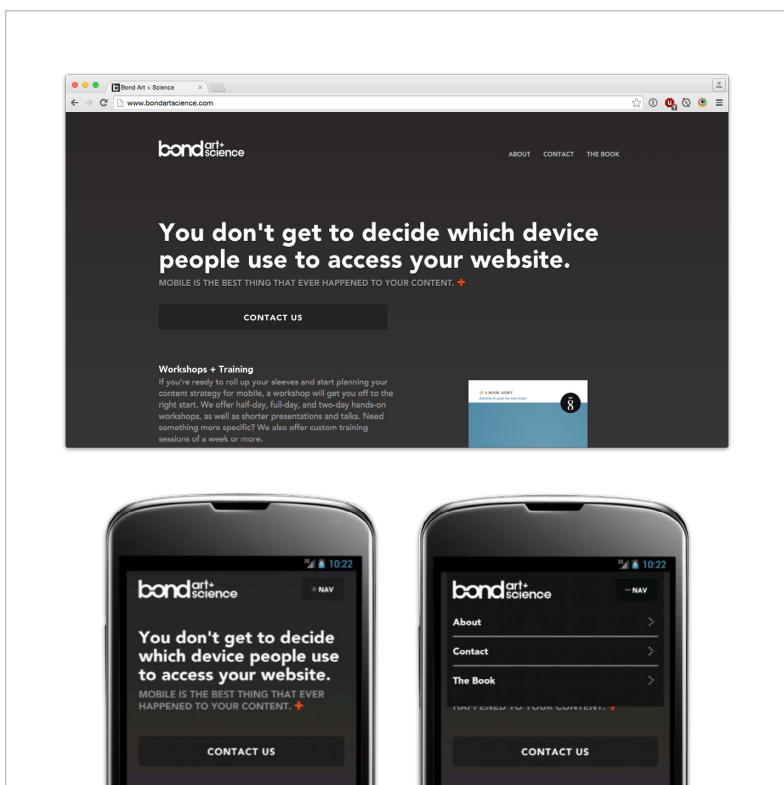 Bond Art + Science
www.bondartscience.com
bond art+ science
ABOUT CONTACT THE BOOK
You don't get to decide which device
people use to access your website.
MOBILE IS THE BEST THING THAT EVER HAPPENED TO YOUR CONTENT. +
CONTACT US
Workshops + Training
If you're ready to roll up your sleeves and start planning your
content strategy for mobile, a workshop will get you off to the
right start. We offer half-day, full-day, and two-day hands-on
workshops, as well as shorter presentations and talks. Need
something more specific? We also offer custom training
sessions of a week or more.
A BOOK APART
8
3G 10:22
bond art+ science
+ NAV
You don't get to decide
which device people use
to access your website.
MOBILE IS THE BEST THING THAT EVER
HAPPENED TO YOUR CONTENT. +
CONTACT US
3G 10:22
bond art+ science
− NAV
About
Contact
The Book
HAPPENED TO YOUR CONTENT. +
CONTACT US